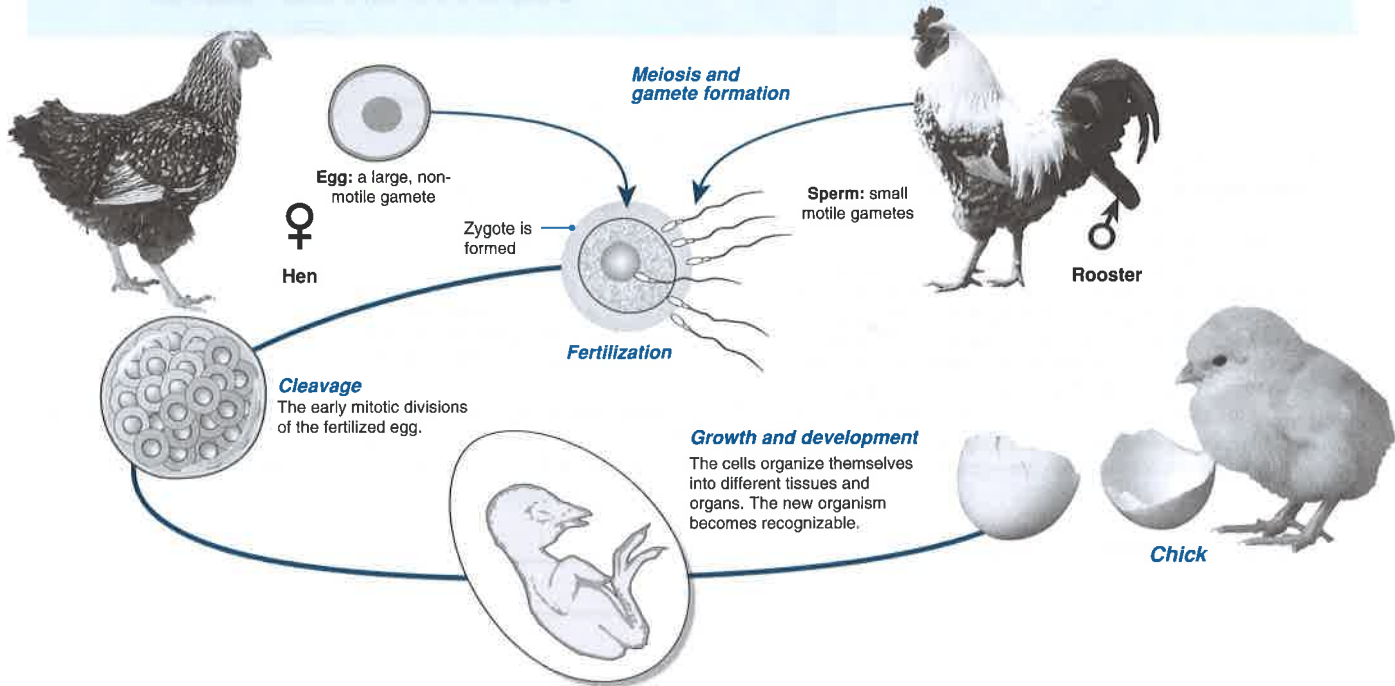 Meiosis and
gamete formation
Egg: a large, non-
motile gamete
Sperm: small
motile gametes
Zygote is
formed
♀
Hen
♂
Rooster
Fertilization
Cleavage
The early mitotic divisions
of the fertilized egg.
Growth and development
The cells organize themselves
into different tissues and
organs. The new organism
becomes recognizable.
Chick